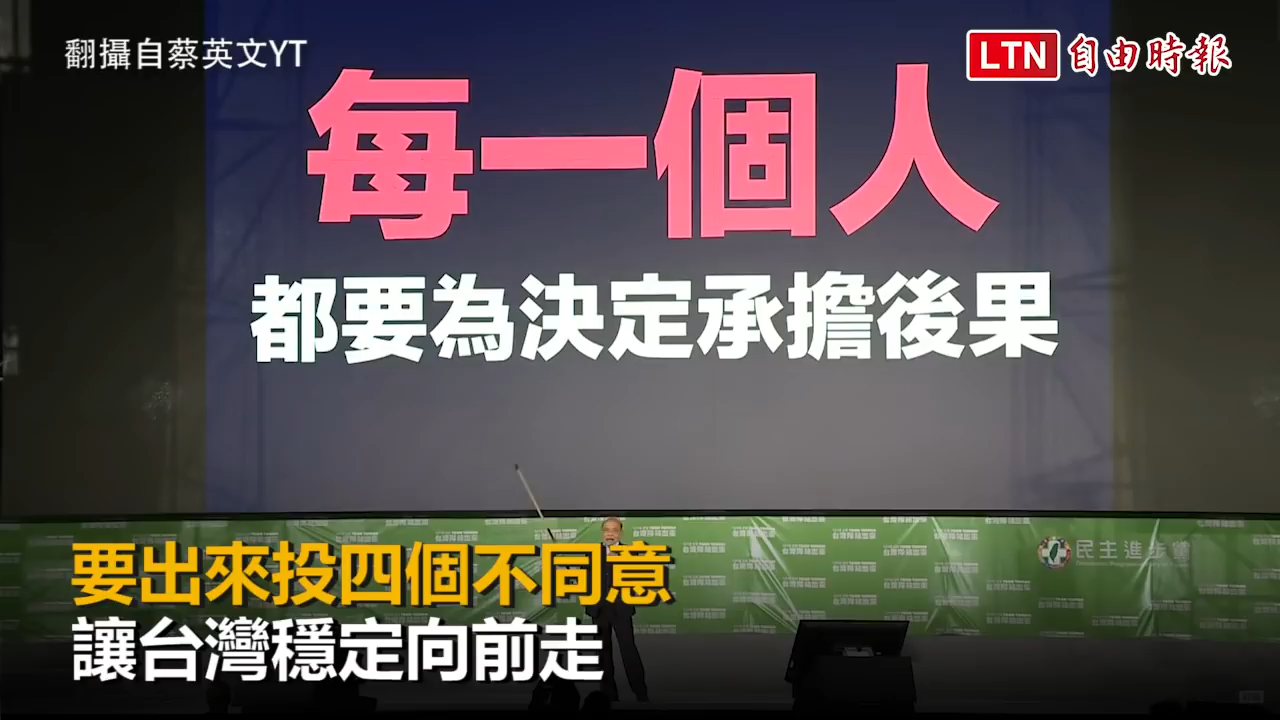 翻攝自蔡英文YT
LTN 自由時報
每一個人
都要為決定承擔後果
民主進步黨
要出來投四個不同意
讓台灣穩定向前走